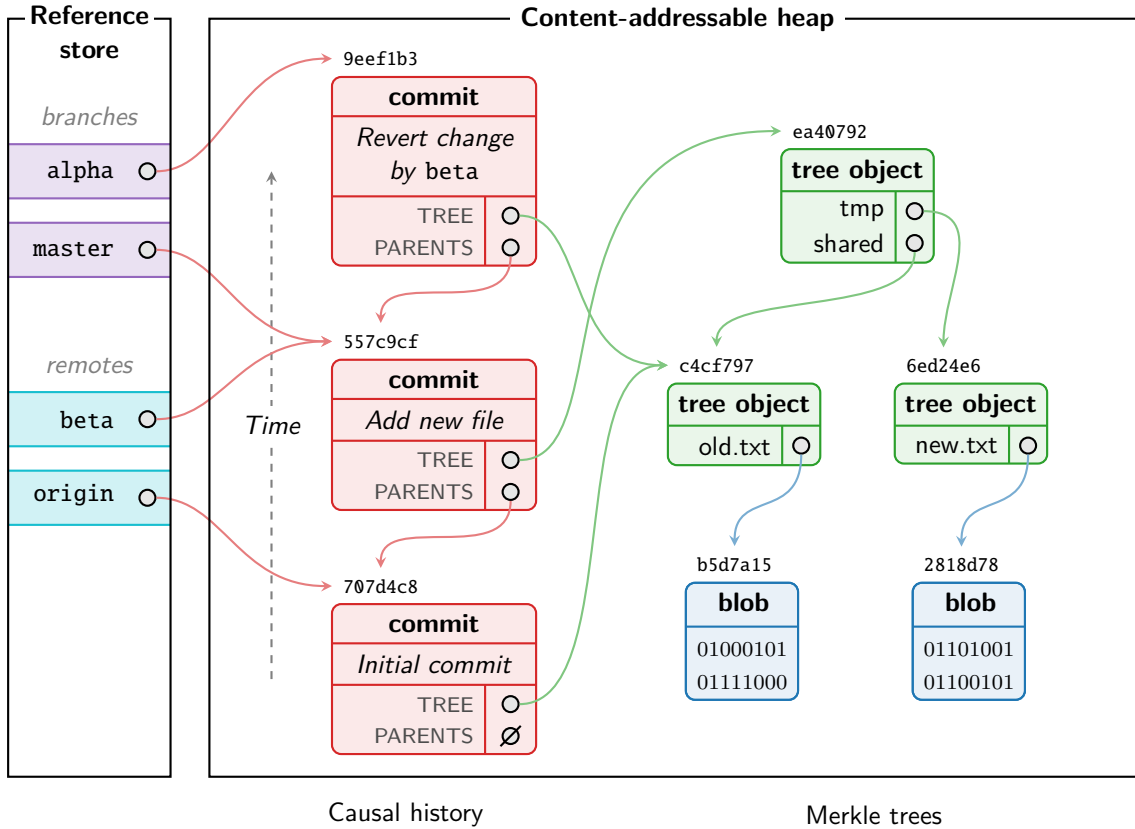 Reference
store
branches
alpha
master
remotes
beta
origin
Content-addressable heap
Time
9eef1b3
commit
Revert change
by beta
TREE
PARENTS
557c9cf
commit
Add new file
TREE
PARENTS
707d4c8
commit
Initial commit
TREE
PARENTS
ea40792
tree object
tmp
shared
c4cf797
tree object
old.txt
6ed24e6
tree object
new.txt
b5d7a15
blob
01000101
01111000
2818d78
blob
01101001
01100101
Causal history
Merkle trees